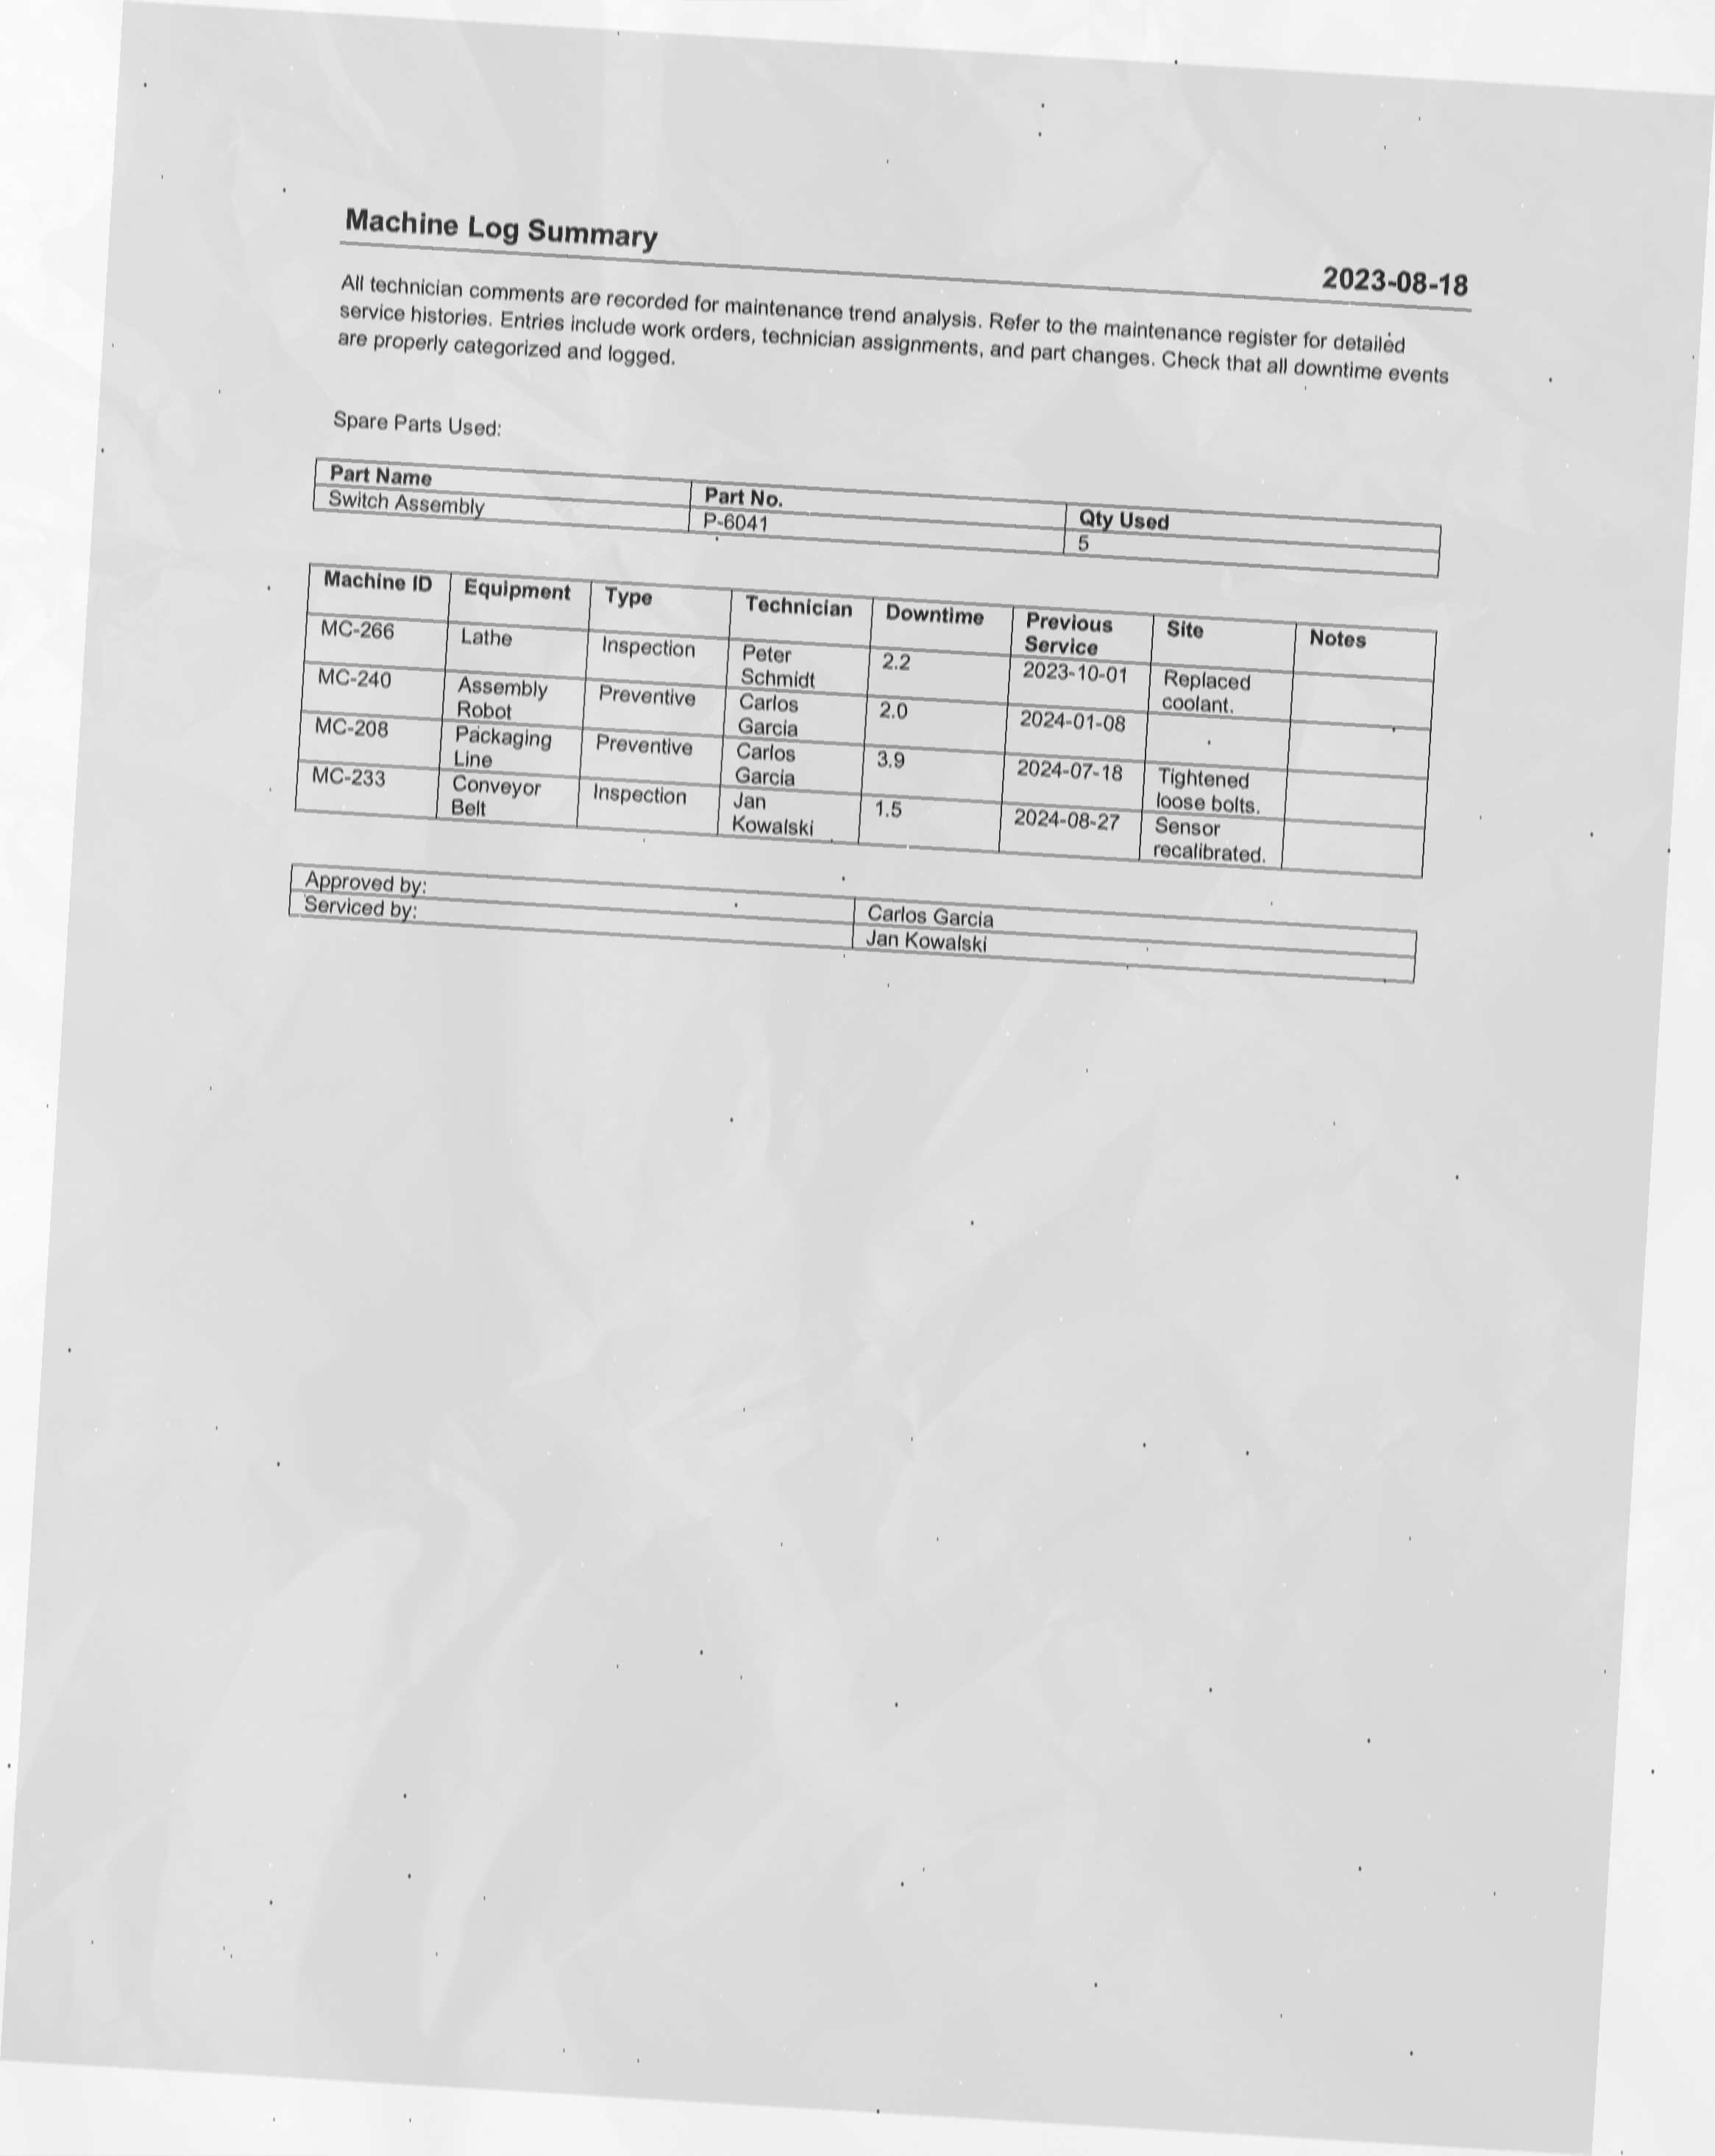 Machine Log Summary
2023-08-18
All technician comments are recorded for maintenance trend analysis. Refer to the maintenance register for detailed
service histories. Entries include work orders, technician assignments, and part changes. Check that all downtime events
are properly categorized and logged.
Spare Parts Used:
Part Name Part No. Qty Used
Switch Assembly P-6041 5
Machine ID Equipment Type Technician Downtime Previous Service Site Notes
MC-266 Lathe Inspection Peter Schmidt 2.2 2023-10-01 Replaced coolant.
MC-240 Assembly Robot Preventive Carlos Garcia 2.0 2024-01-08
MC-208 Packaging Line Preventive Carlos Garcia 3.9 2024-07-18 Tightened loose bolts.
MC-233 Conveyor Belt Inspection Jan Kowalski 1.5 2024-08-27 Sensor recalibrated.
Approved by: Carlos Garcia
Serviced by: Jan Kowalski